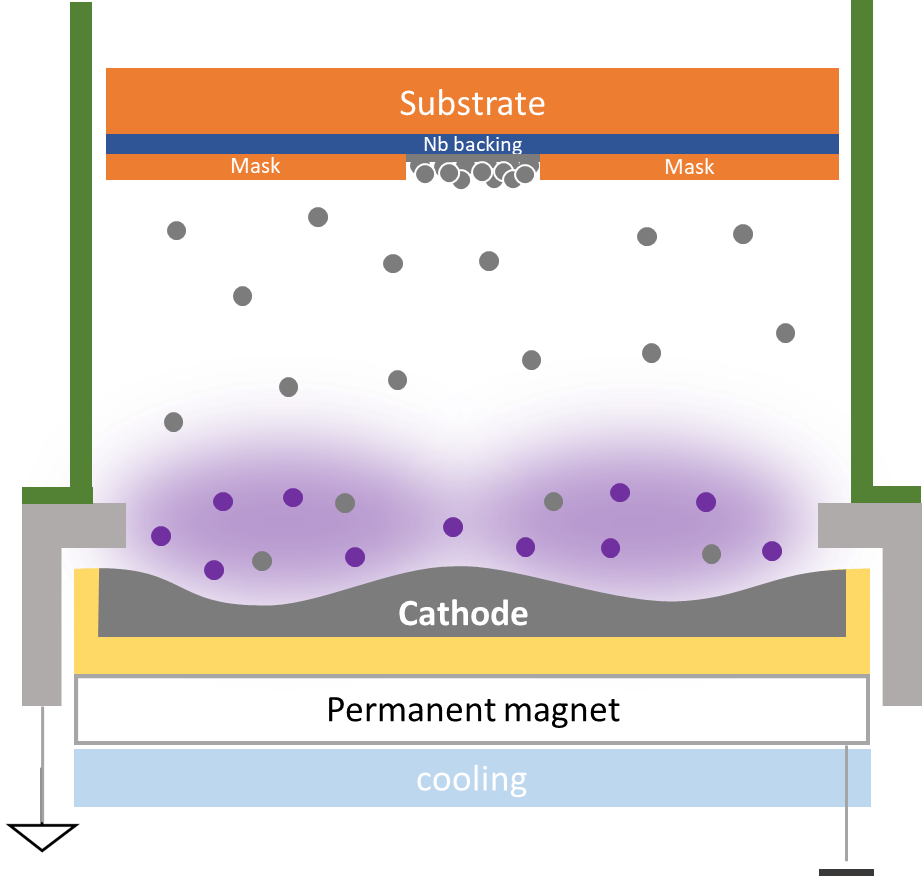 Substrate
Nb backing
Mask
Mask
Cathode
Permanent magnet
cooling